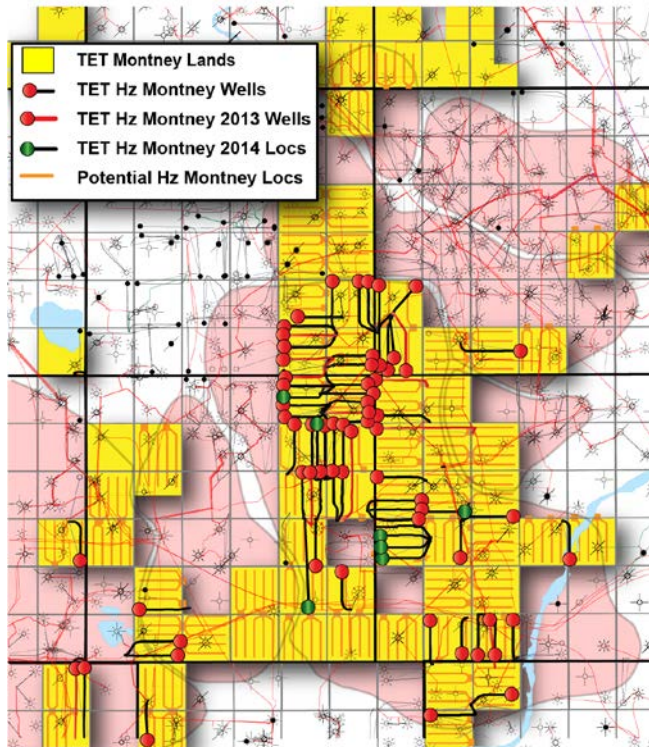 TET Montney Lands
TET Hz Montney Wells
TET Hz Montney 2013 Wells
TET Hz Montney 2014 Locs
Potential Hz Montney Locs